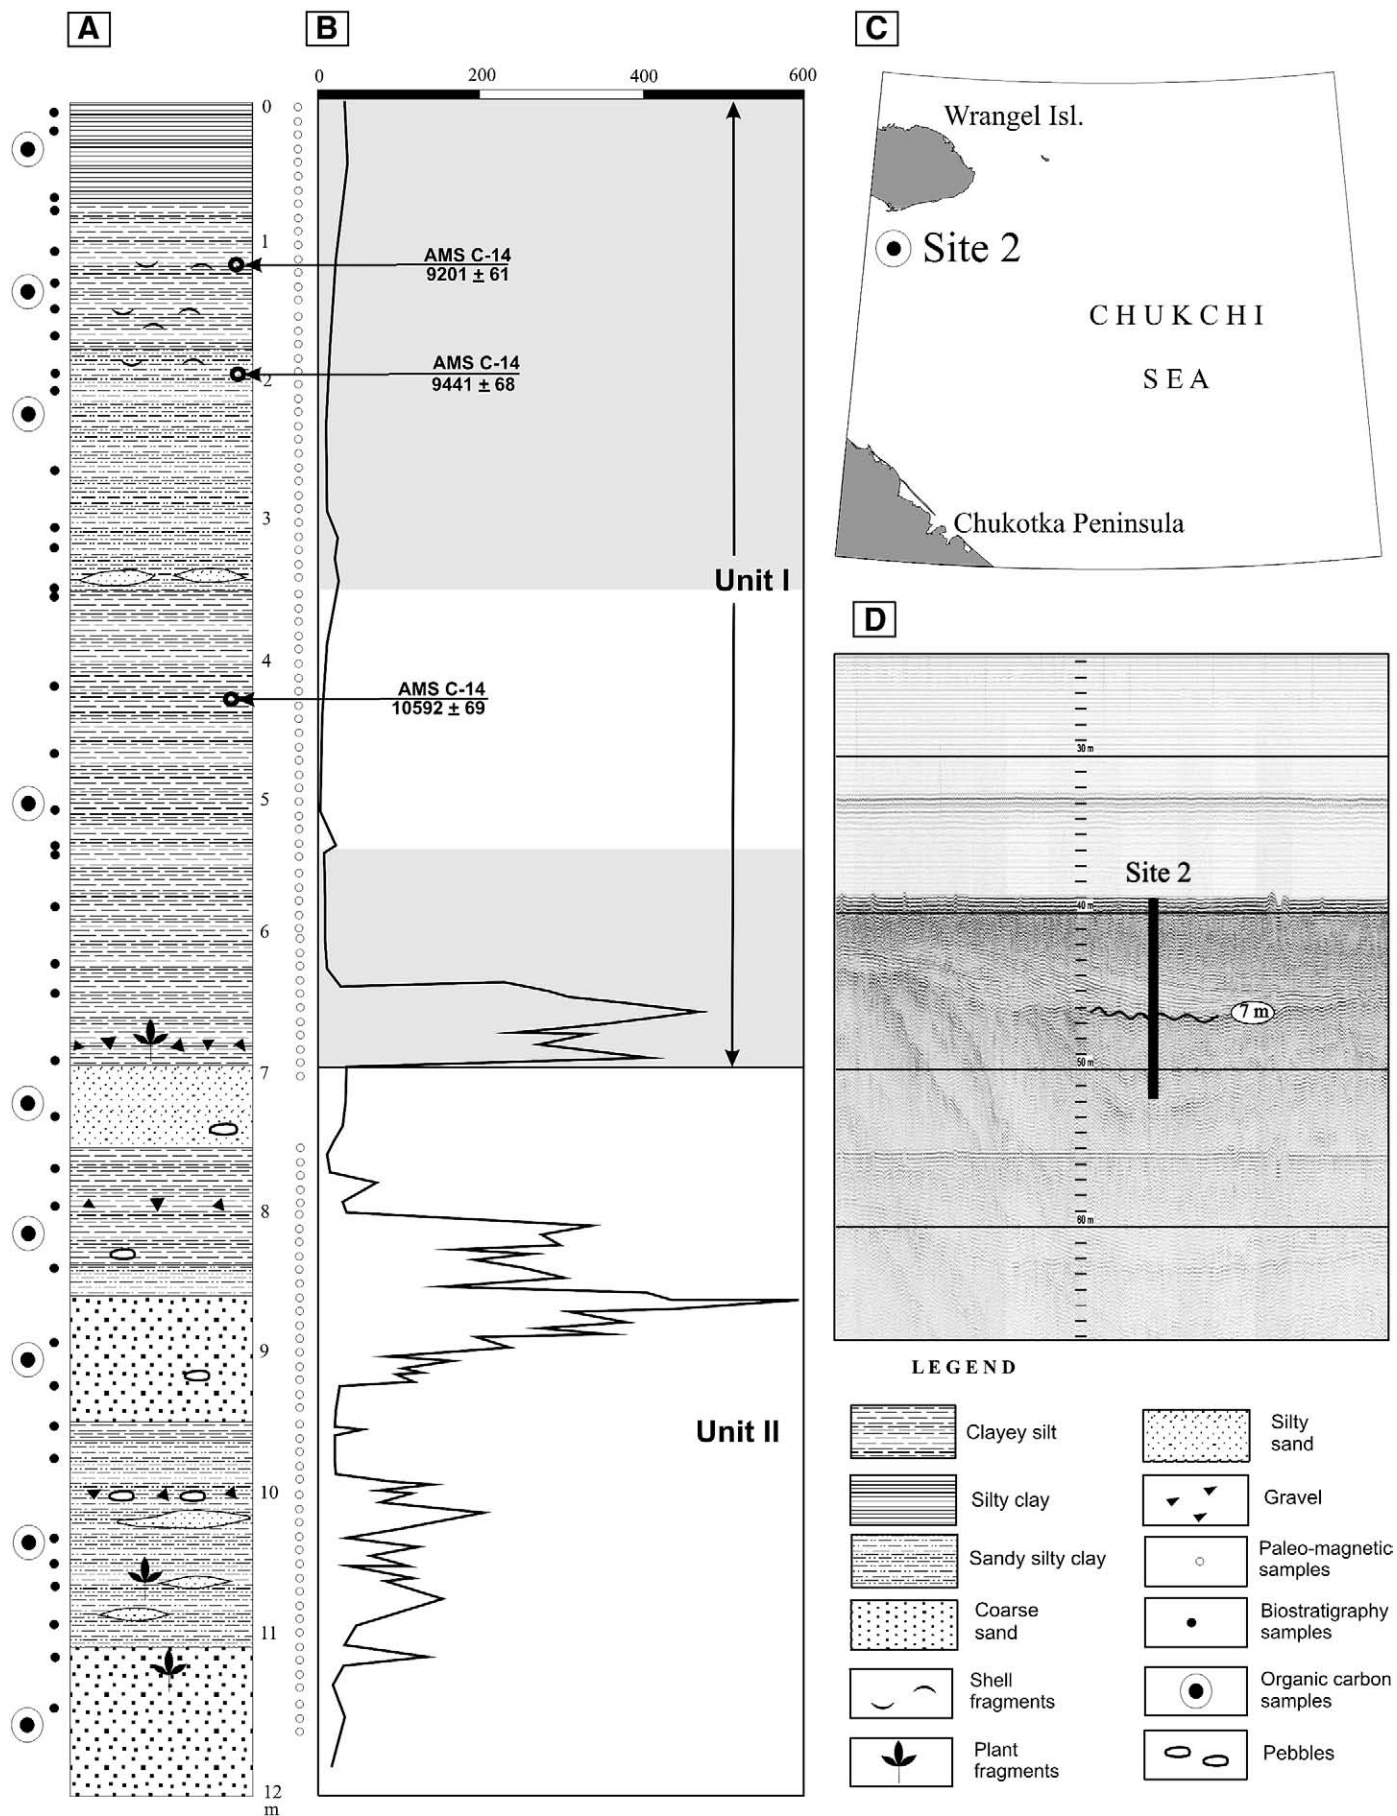 A
B
C
0
200
400
600
0
1
2
3
4
5
6
7
8
9
10
11
12
m
AMS C-14
9201 ± 61
AMS C-14
9441 ± 68
AMS C-14
10592 ± 69
Unit I
Unit II
Wrangel Isl.
Site 2
CHUKCHI
SEA
Chukotka Peninsula
D
30 m
Site 2
40 m
7 m
50 m
60 m
LEGEND
Clayey silt
Silty clay
Sandy silty clay
Coarse
sand
Shell
fragments
Plant
fragments
Silty
sand
Gravel
Paleo-magnetic
samples
Biostratigraphy
samples
Organic carbon
samples
Pebbles